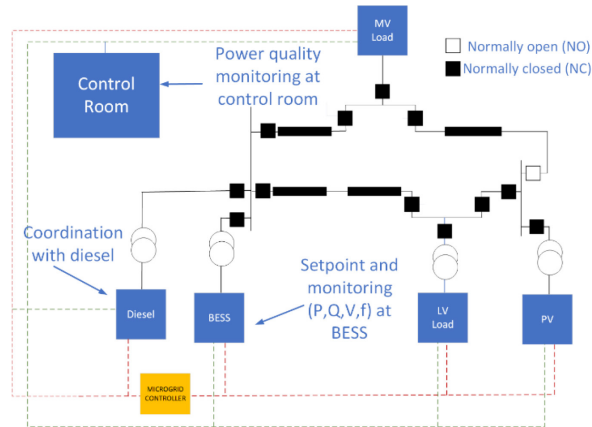 MV
Load
Normally open (NO)
Normally closed (NC)
Control
Room
Power quality
monitoring at
control room
Coordination
with diesel
Setpoint and
monitoring
(P,Q,V,f) at
BESS
Diesel
BESS
LV
Load
PV
MICROGRID
CONTROLLER